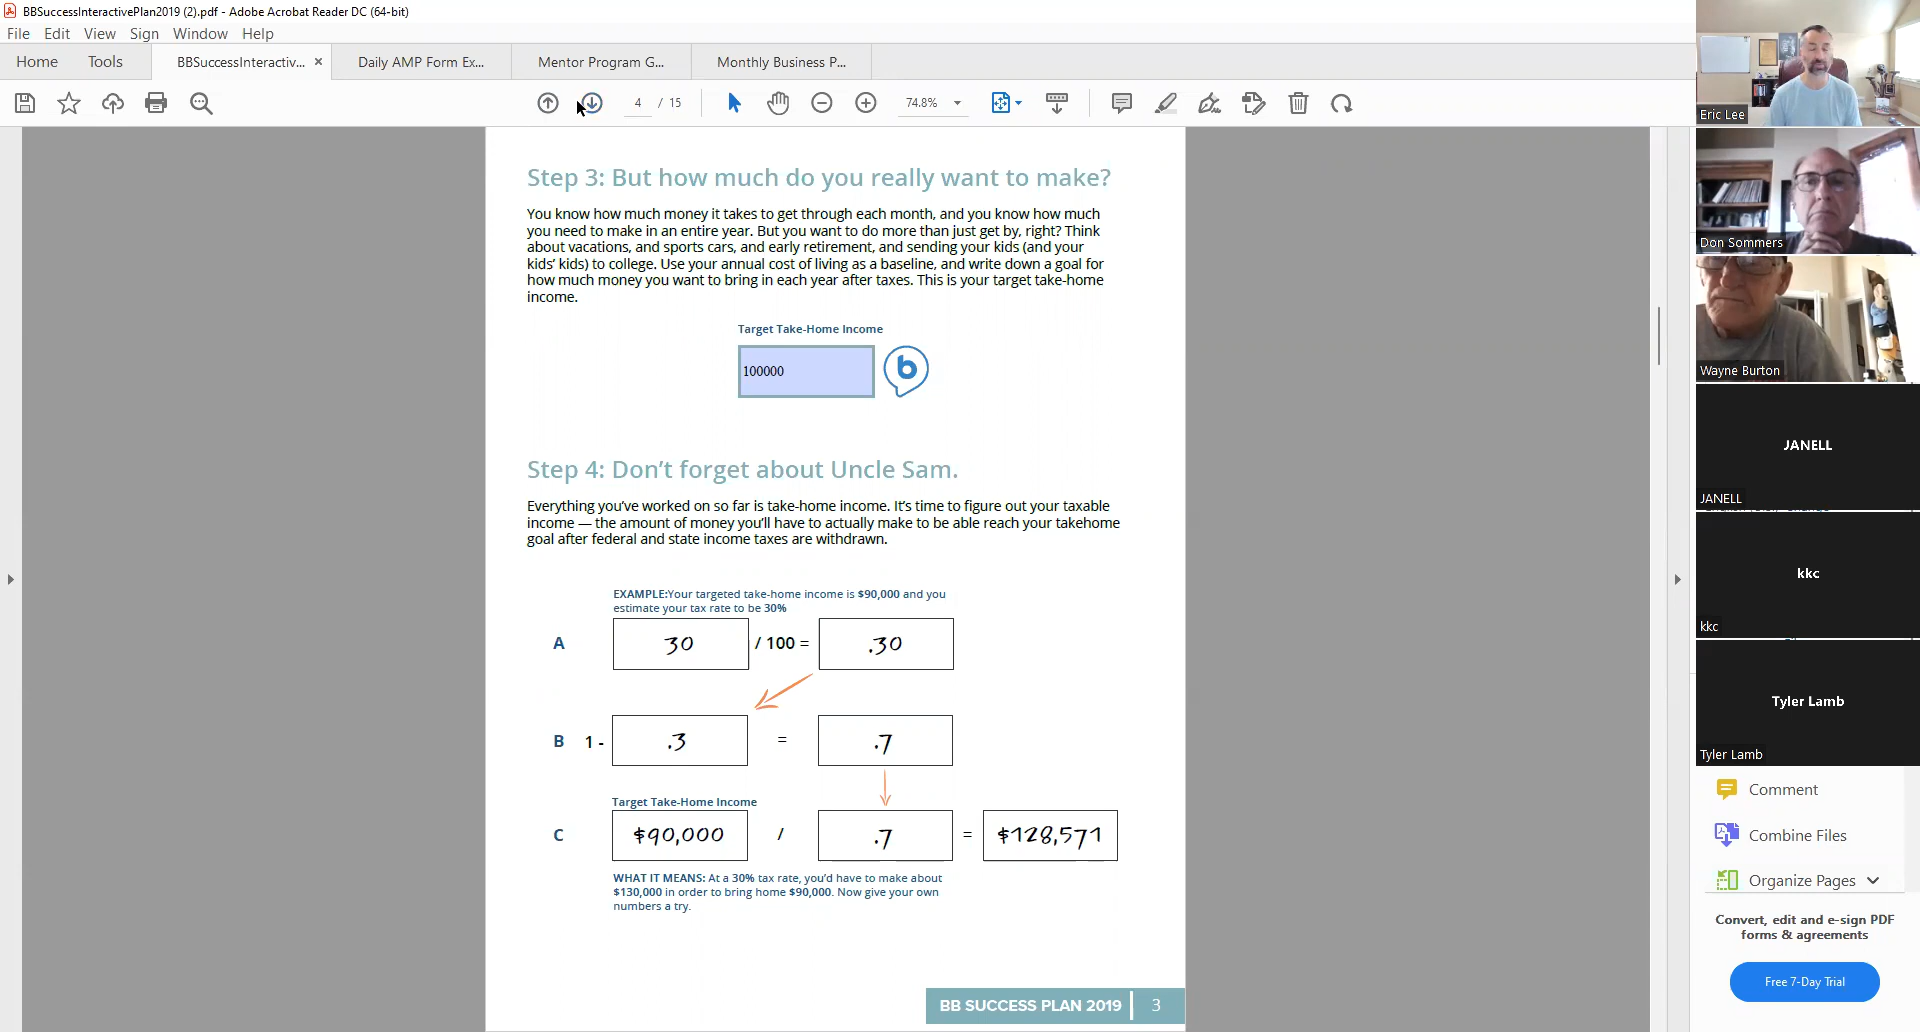 BBSuccessInteractivePlan2019 (2).pdf - Adobe Acrobat Reader DC (64-bit)
File Edit View Sign Window Help
Home Tools BBSuccessInteractiv... × Daily AMP Form Ex... Mentor Program G... Monthly Business P...
4 / 15 74.8%
Step 3: But how much do you really want to make?
You know how much money it takes to get through each month, and you know how much
you need to make in an entire year. But you want to do more than just get by, right? Think
about vacations, and sports cars, and early retirement, and sending your kids (and your
kids’ kids) to college. Use your annual cost of living as a baseline, and write down a goal for
how much money you want to bring in each year after taxes. This is your target take-home
income.
Target Take-Home Income
100000
b
Step 4: Don’t forget about Uncle Sam.
Everything you’ve worked on so far is take-home income. It’s time to figure out your taxable
income — the amount of money you’ll have to actually make to be able reach your takehome
goal after federal and state income taxes are withdrawn.
EXAMPLE:Your targeted take-home income is $90,000 and you
estimate your tax rate to be 30%
A 30 / 100 = .30
B 1 - .3 = .7
Target Take-Home Income
C $90,000 / .7 = $128,571
WHAT IT MEANS: At a 30% tax rate, you’d have to make about
$130,000 in order to bring home $90,000. Now give your own
numbers a try.
BB SUCCESS PLAN 2019 3
Eric Lee
Don Sommers
Wayne Burton
JANELL
JANELL
kkc
kkc
Tyler Lamb
Tyler Lamb
Comment
Combine Files
Organize Pages
Convert, edit and e-sign PDF
forms & agreements
Free 7-Day Trial